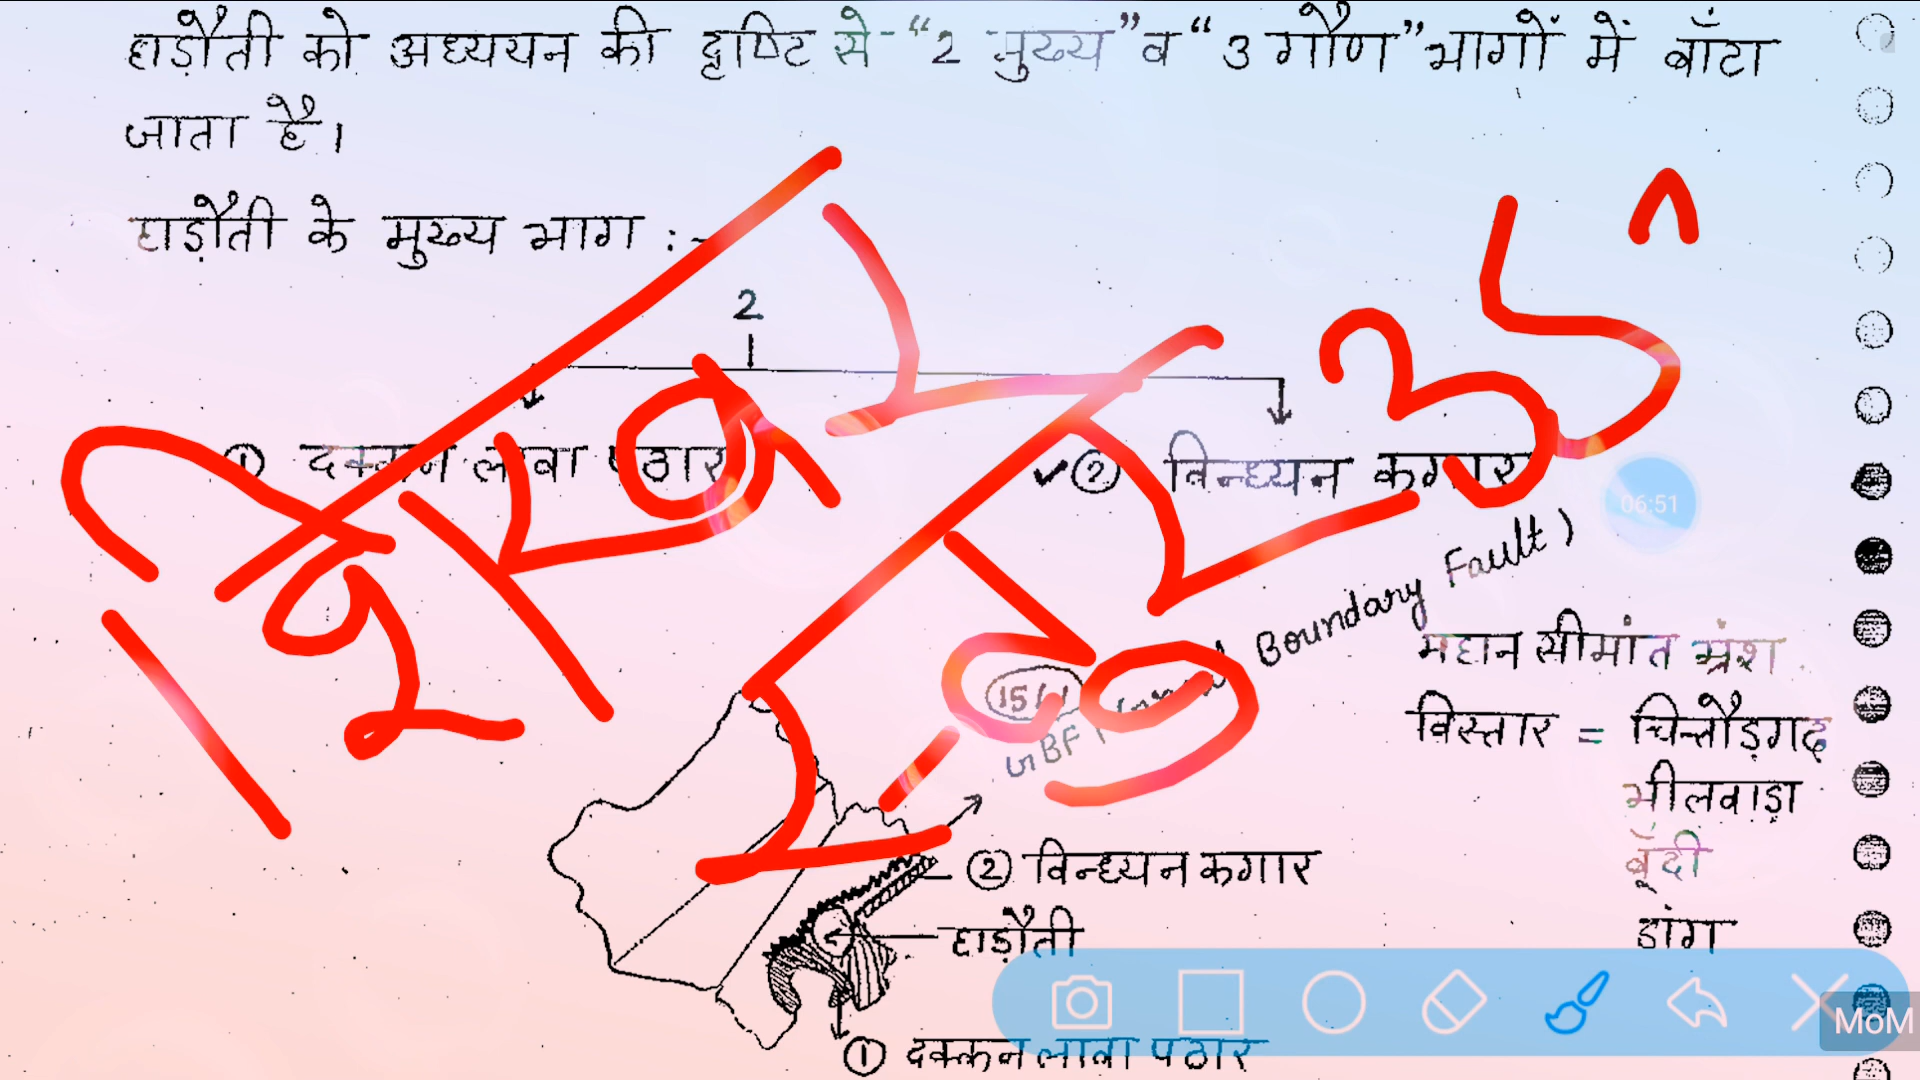 हाड़ौती को अध्ययन की दृष्टि से - “2 मुख्य” व “3 गौण” भागों में बाँटा
जाता है।
हाड़ौती के मुख्य भाग :-
2
① दक्कन लावा पठार
✓② विन्ध्यन कगार
06:51
Boundary Fault)
महान सीमांत भ्रंश
विस्तार = चित्तौड़गढ़
भीलवाड़ा
बूँदी
डांग
② विन्ध्यन कगार
हाड़ौती
① दक्कन लावा पठार
MoM